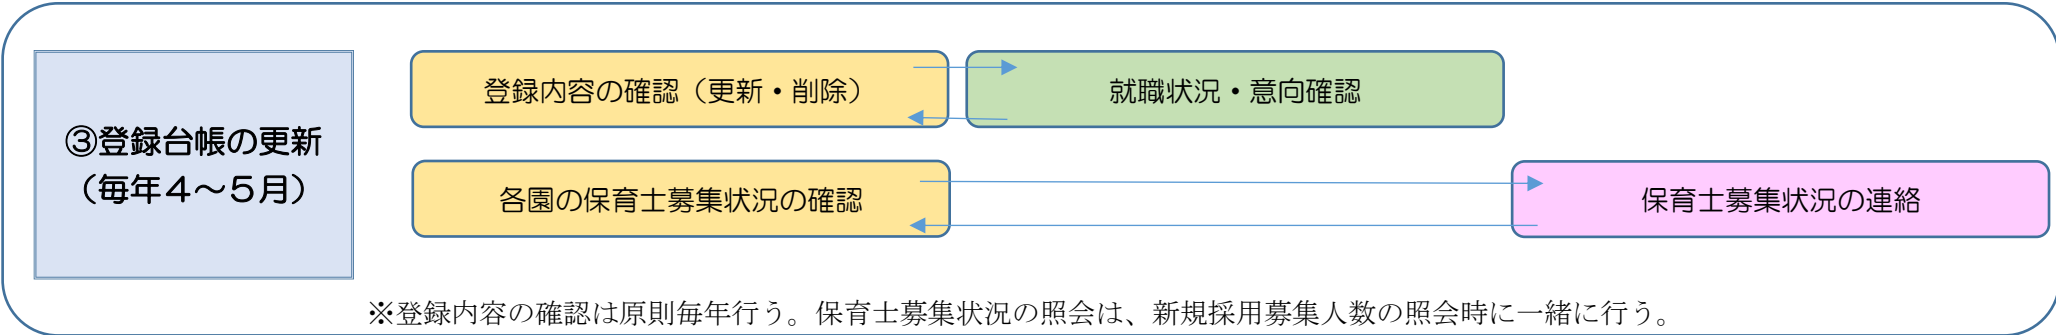 ③登録台帳の更新
（毎年４～５月）
登録内容の確認（更新・削除）
就職状況・意向確認
各園の保育士募集状況の確認
保育士募集状況の連絡
※登録内容の確認は原則毎年行う。保育士募集状況の照会は、新規採用募集人数の照会時に一緒に行う。